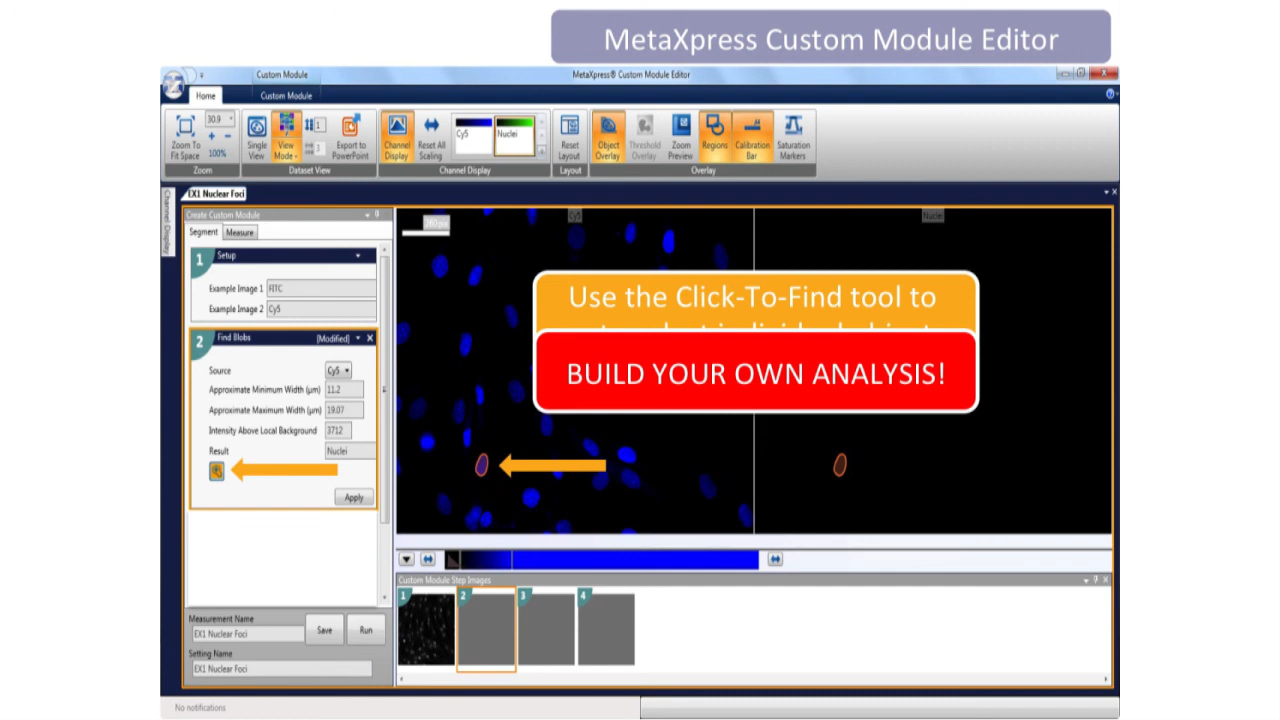 MetaXpress Custom Module Editor
Custom Module
MetaXpress® Custom Module Editor
Home
Custom Module
Zoom To
Fit Space
30.9
100%
Zoom
Single
View
View
Mode
1
3
Export to
PowerPoint
Dataset View
Channel
Display
Reset All
Scaling
Cy5
Nuclei
Channel Display
Reset
Layout
Layout
Object
Overlay
Threshold
Overlay
Zoom
Preview
Regions
Calibration
Bar
Saturation
Markers
Overlay
Channel Display
EX1 Nuclear Foci
Create Custom Module
Segment
Measure
1
Setup
Example Image 1
FITC
Example Image 2
Cy5
2
Find Blobs
[Modified]
Source
Cy5
Approximate Minimum Width (µm)
11.2
Approximate Maximum Width (µm)
19.07
Intensity Above Local Background
3712
Result
Nuclei
Apply
Cy5
Nuclei
Use the Click-To-Find tool to
BUILD YOUR OWN ANALYSIS!
Custom Module Step Images
1
2
3
4
Measurement Name
EX1 Nuclear Foci
Save
Run
Setting Name
EX1 Nuclear Foci
No notifications